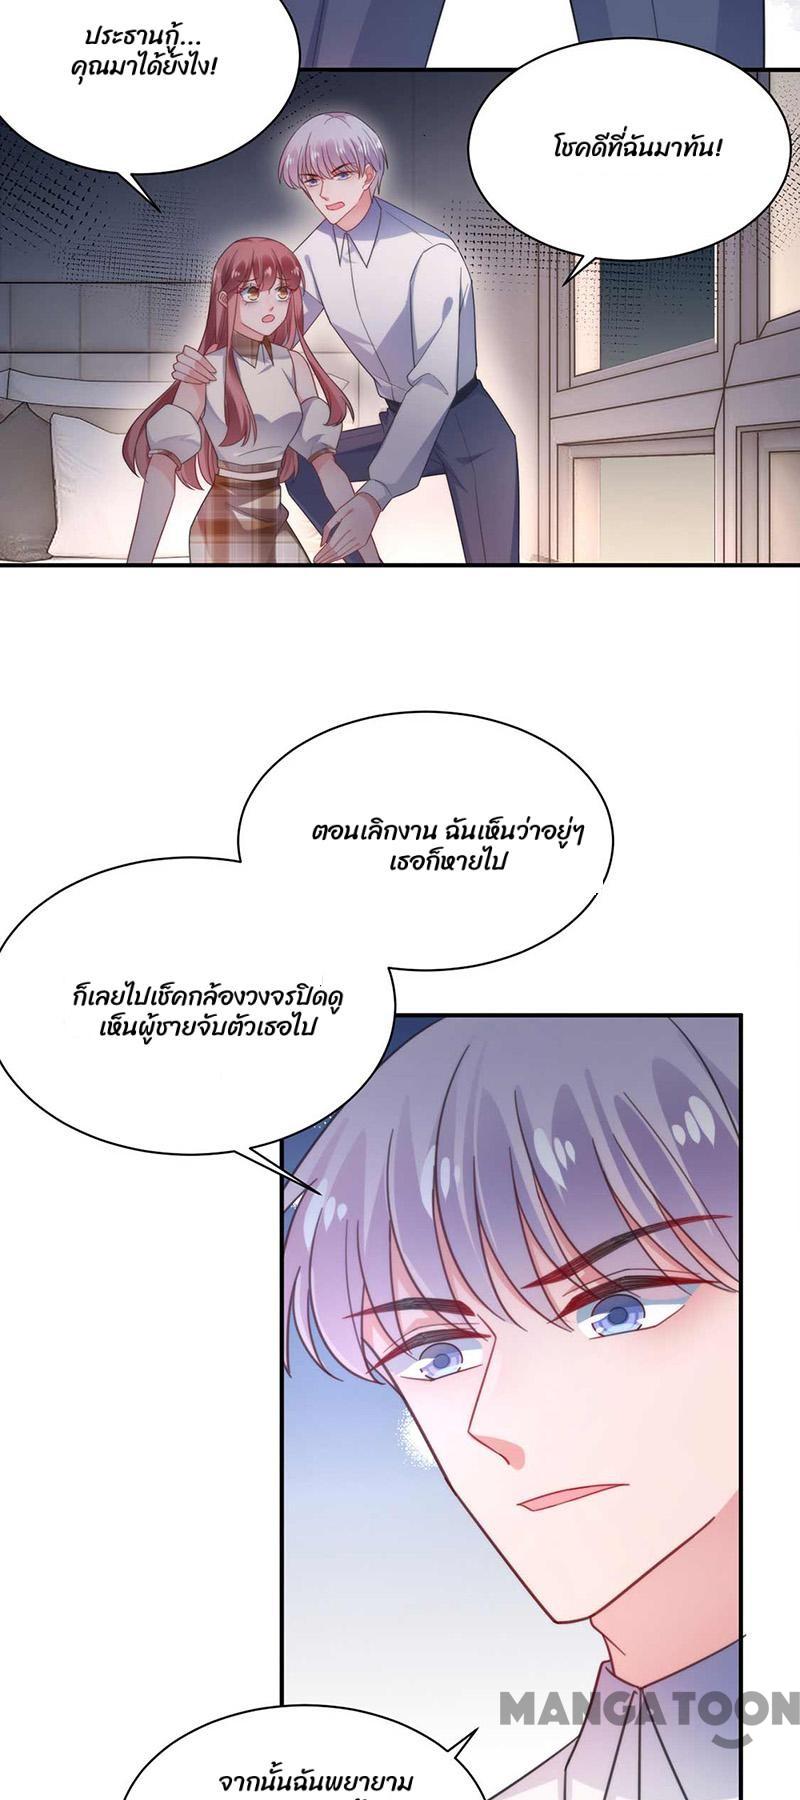 ประธานกู้...
คุณมาได้ยังไง!
โชคดีที่ฉันมาทัน!
ตอนเลิกงาน ฉันเห็นว่าอยู่ๆ
เธอก็หายไป
ก็เลยไปเช็คกล้องวงจรปิดดู
เห็นผู้ชายจับตัวเธอไป
MANGATOON
จากนั้นฉันพยายาม